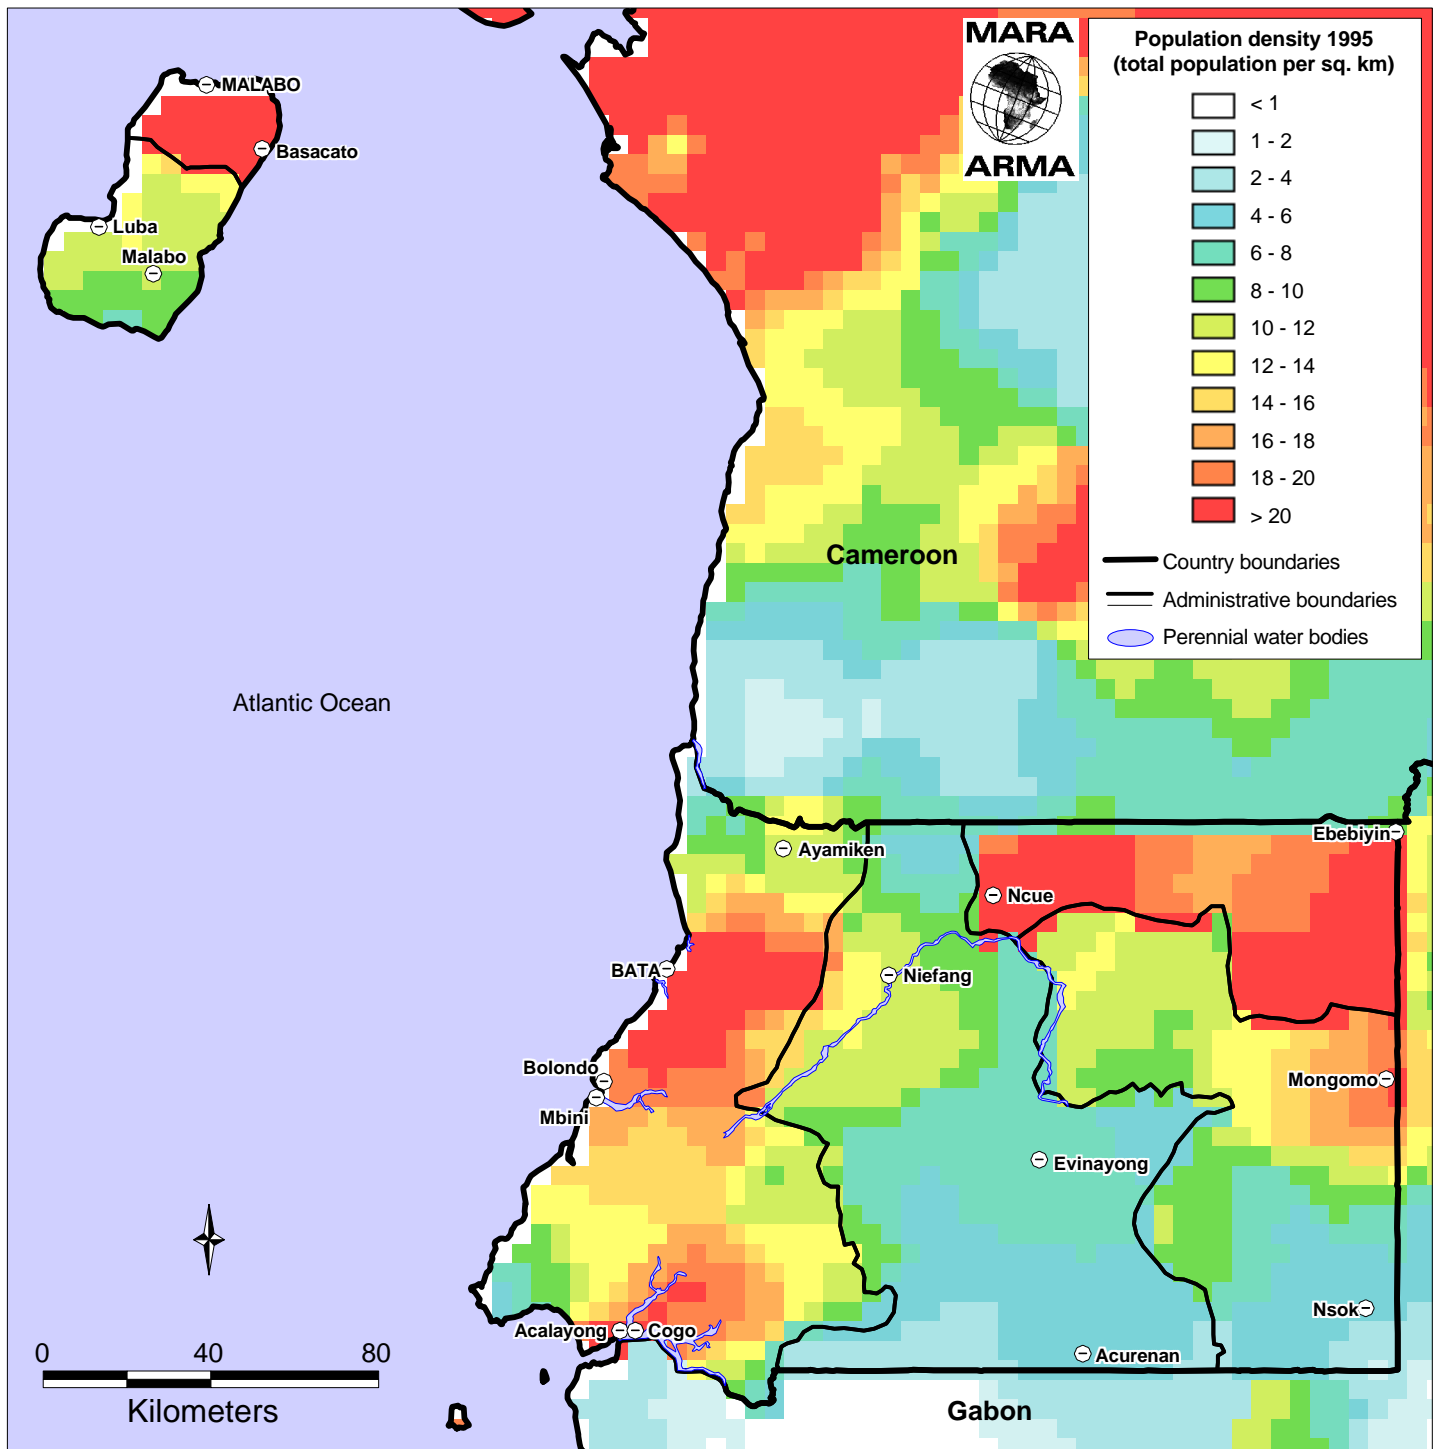 MARA
ARMA
Population density 1995
(total population per sq. km)
< 1
1 - 2
2 - 4
4 - 6
6 - 8
8 - 10
10 - 12
12 - 14
14 - 16
16 - 18
18 - 20
> 20
Country boundaries
Administrative boundaries
Perennial water bodies
MALABO
Basacato
Luba
Malabo
Cameroon
Atlantic Ocean
Ebebiyin
Ayamiken
Ncue
BATA
Niefang
Bolondo
Mbini
Mongomo
Evinayong
Nsok
Acalayong
Cogo
Acurenan
0 40 80
Kilometers
Gabon